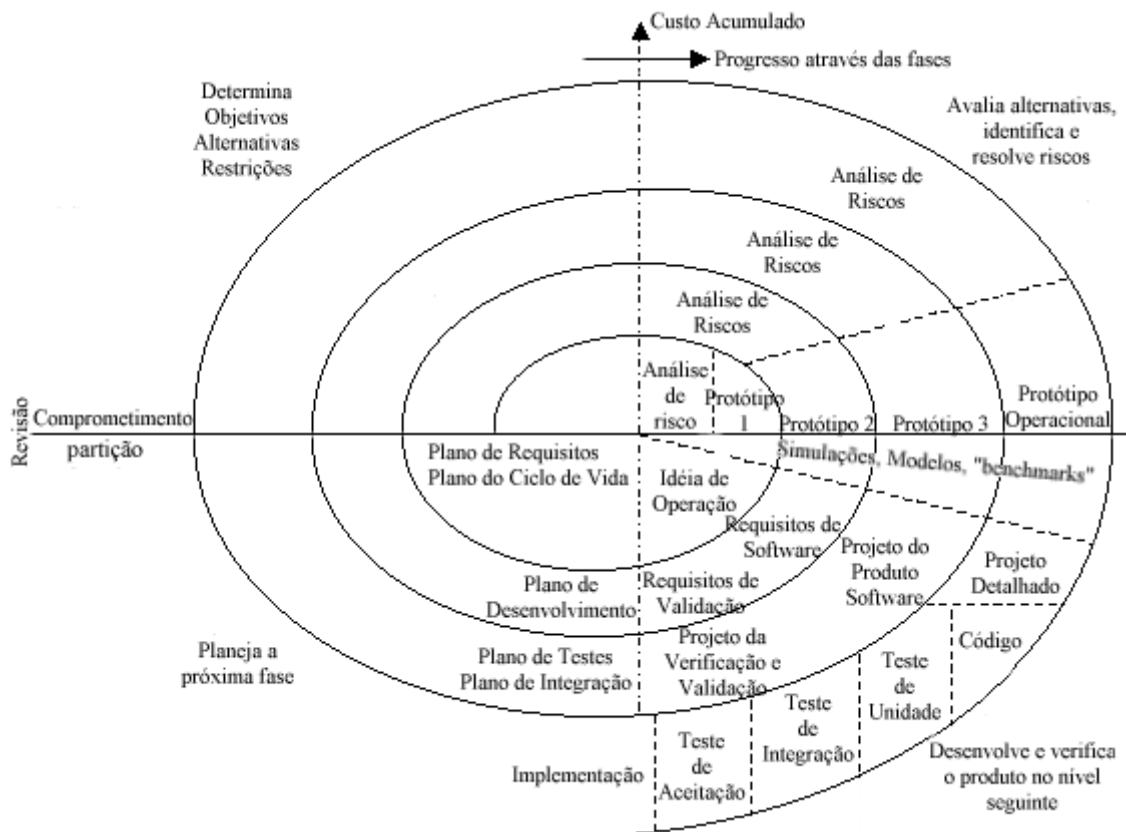 Custo Acumulado
Progresso através das fases
Determina
Objetivos
Alternativas
Restrições
Avalia alternativas,
identifica e
resolve riscos
Análise de
Riscos
Análise de
Riscos
Análise de
Riscos
Análise
de
risco
Protótipo
1
Protótipo 2
Protótipo 3
Protótipo
Operacional
Revisão
Comprometimento
partição
Simulações, Modelos, "benchmarks"
Plano de Requisitos
Plano do Ciclo de Vida
Idéia de
Operação
Requisitos de
Software
Projeto do
Produto
Software
Projeto
Detalhado
Plano de
Desenvolvimento
Requisitos de
Validação
Código
Planeja a
próxima fase
Plano de Testes
Plano de Integração
Projeto da
Verificação e
Validação
Teste
de
Unidade
Teste
de
Integração
Teste
de
Aceitação
Implementação
Desenvolve e verifica
o produto no nível
seguinte